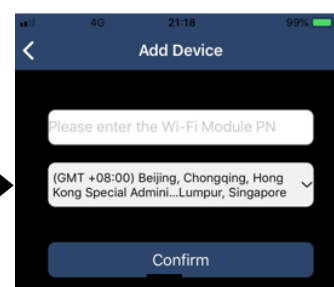 4G 21:18 99%
Add Device
Please enter the Wi-Fi Module PN
(GMT +08:00) Beijing, Chongqing, Hong
Kong Special Admini...Lumpur, Singapore
Confirm